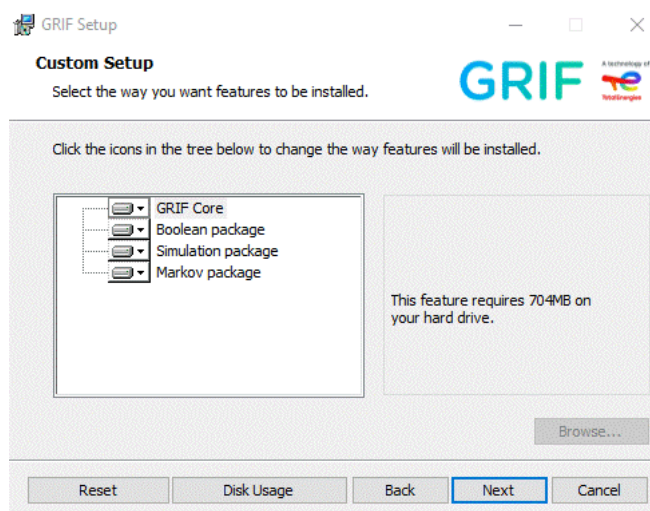 GRIF Setup
Custom Setup
Select the way you want features to be installed.
GRIF
A technology of
TotalEnergies
Click the icons in the tree below to change the way features will be installed.
GRIF Core
Boolean package
Simulation package
Markov package
This feature requires 704MB on
your hard drive.
Browse...
Reset
Disk Usage
Back
Next
Cancel